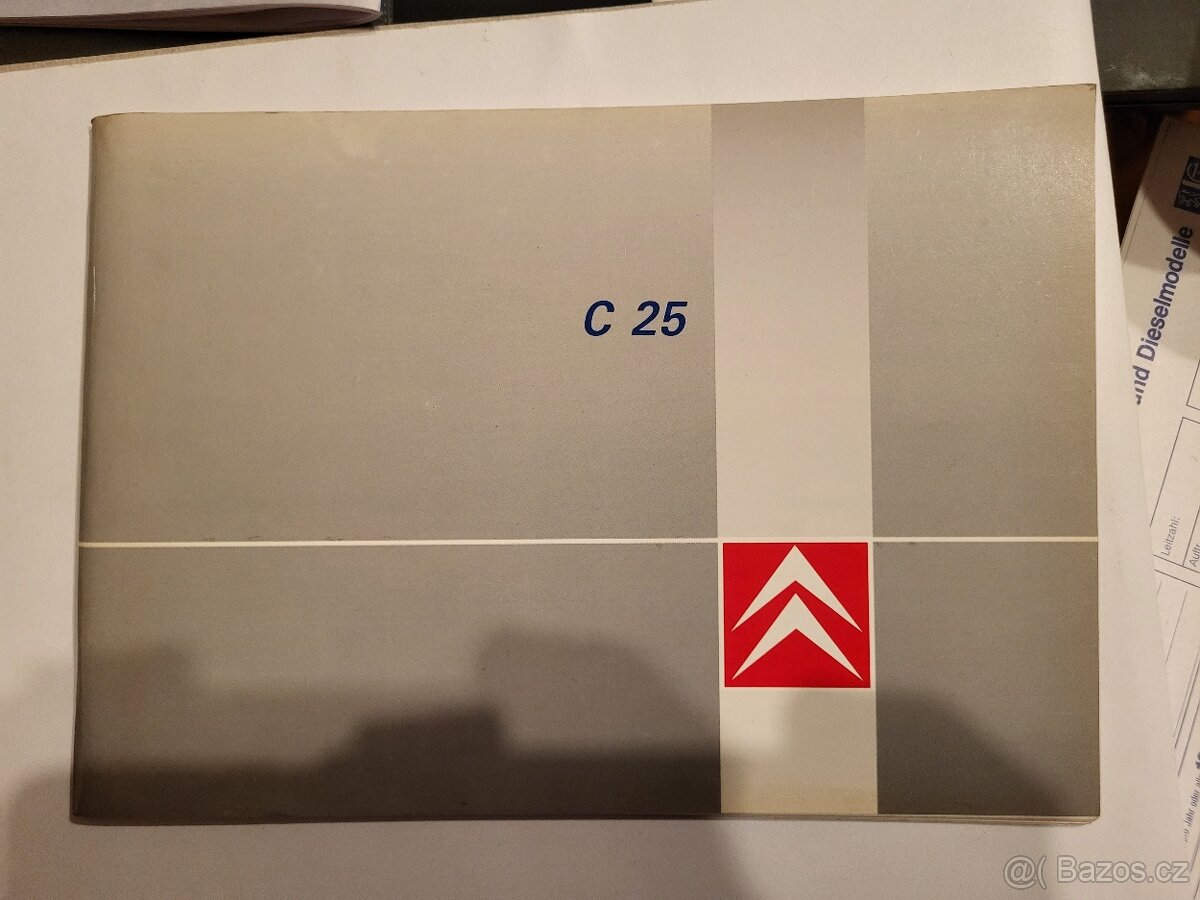 C 25
und Dieselmodelle
Leitzahl:
@( Bazos.cz